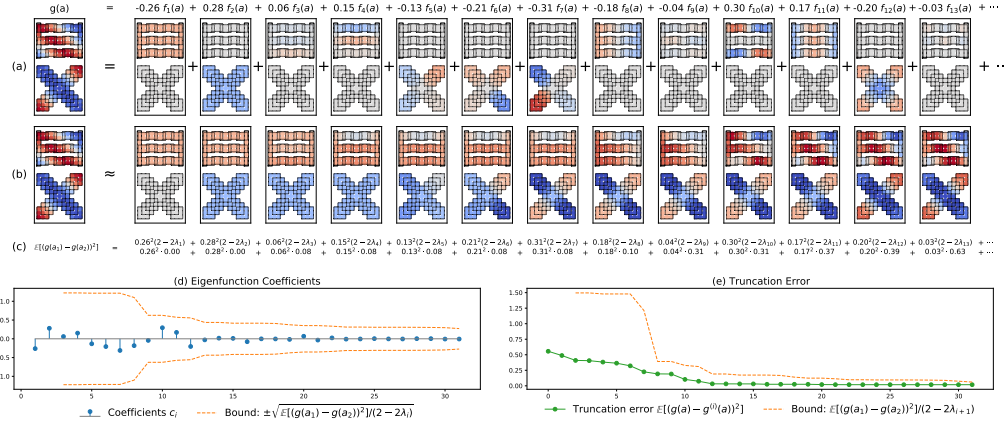 g(a) = -0.26 f₁(a) + 0.28 f₂(a) + 0.06 f₃(a) + 0.15 f₄(a) + -0.13 f₅(a) + -0.21 f₆(a) + -0.31 f₇(a) + -0.18 f₈(a) + -0.04 f₉(a) + 0.30 f₁₀(a) + 0.17 f₁₁(a) + -0.20 f₁₂(a) + -0.03 f₁₃(a) + ⋯
(a) = + + + + + + + + + + + + + ⋯
(b) ≈
(c) 𝔼[(g(a₁) − g(a₂))²] = 0.26²(2 − 2λ₁) + 0.28²(2 − 2λ₂) + 0.06²(2 − 2λ₃) + 0.15²(2 − 2λ₄) + 0.13²(2 − 2λ₅) + 0.21²(2 − 2λ₆) + 0.31²(2 − 2λ₇) + 0.18²(2 − 2λ₈) + 0.04²(2 − 2λ₉) + 0.30²(2 − 2λ₁₀) + 0.17²(2 − 2λ₁₁) + 0.20²(2 − 2λ₁₂) + 0.03²(2 − 2λ₁₃) + ⋯
0.26² · 0.00 + 0.28² · 0.00 + 0.06² · 0.08 + 0.15² · 0.08 + 0.13² · 0.08 + 0.21² · 0.08 + 0.31² · 0.08 + 0.18² · 0.10 + 0.04² · 0.31 + 0.30² · 0.31 + 0.17² · 0.37 + 0.20² · 0.39 + 0.03² · 0.63 + ⋯
(d) Eigenfunction Coefficients
1.0
0.5
0.0
0.5
1.0
0 5 10 15 20 25 30
Coefficients cᵢ Bound: ±√𝔼[(g(a₁) − g(a₂))²]/(2 − 2λᵢ)
(e) Truncation Error
1.50
1.25
1.00
0.75
0.50
0.25
0.00
0 5 10 15 20 25 30
Truncation error 𝔼[(g(a) − g⁽ⁱ⁾(a))²] Bound: 𝔼[(g(a₁) − g(a₂))²]/(2 − 2λᵢ₊₁)